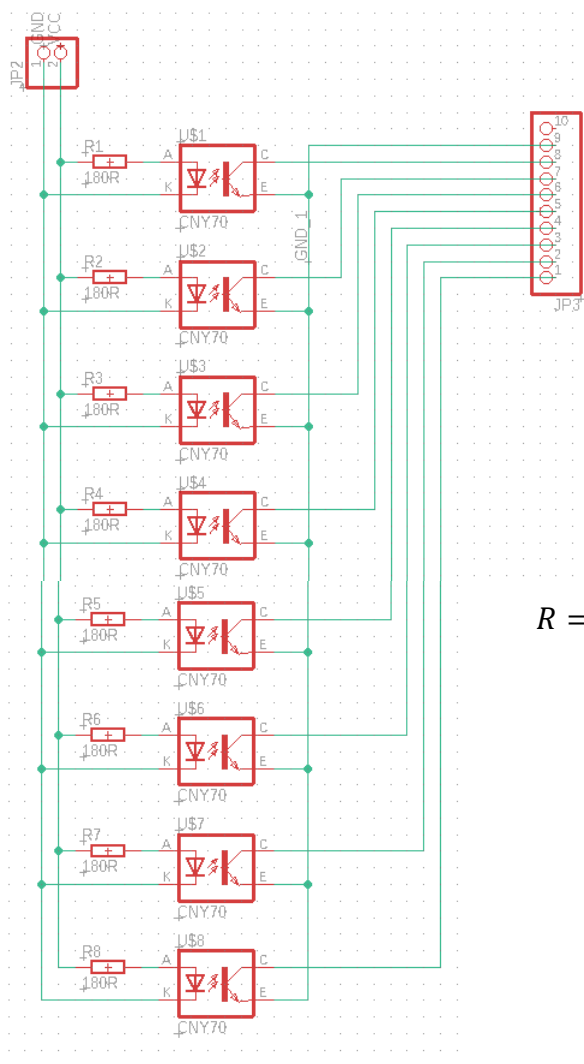 GND
VCC
1
2
JP2
R1
180R
U$1
A
C
K
E
CNY70
GND_1
R2
180R
U$2
A
C
K
E
CNY70
R3
180R
U$3
A
C
K
E
CNY70
R4
180R
U$4
A
C
K
E
CNY70
R5
180R
U$5
A
C
K
E
CNY70
R6
180R
U$6
A
C
K
E
CNY70
R7
180R
U$7
A
C
K
E
CNY70
R8
180R
U$8
A
C
K
E
CNY70
10
9
8
7
6
5
4
3
2
1
JP3
R =